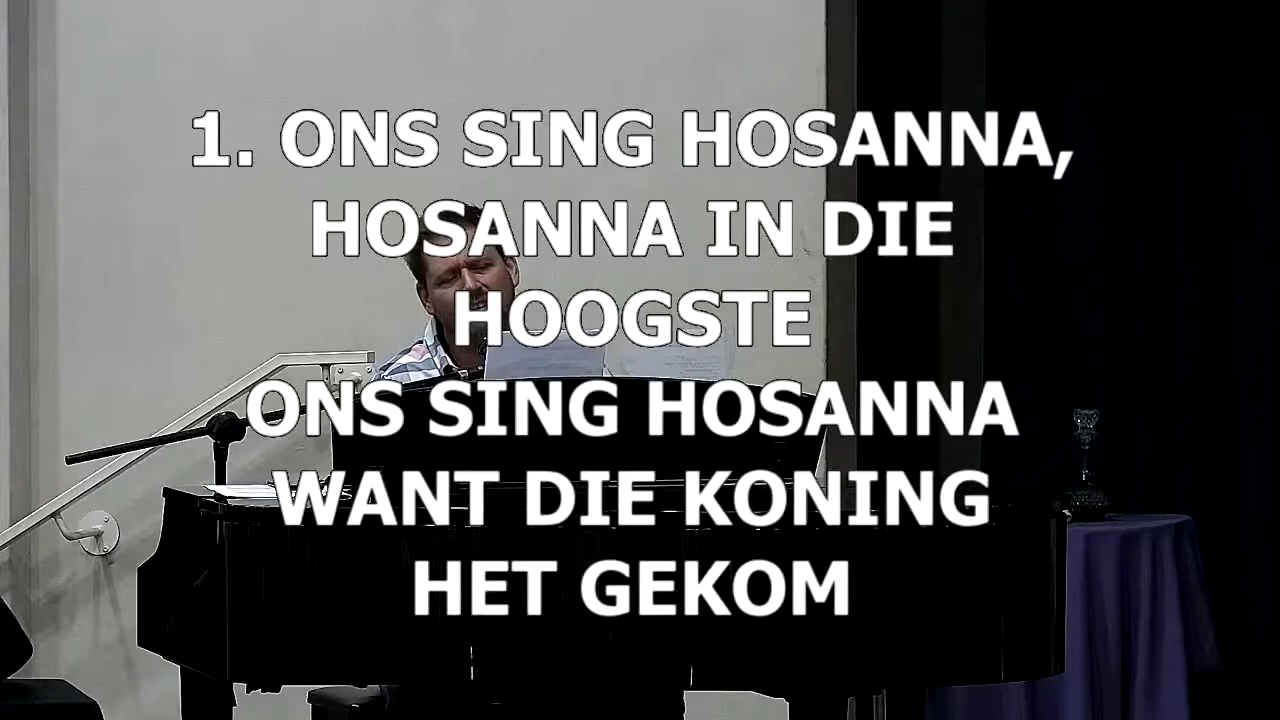 1. ONS SING HOSANNA,
HOSANNA IN DIE
HOOGSTE
ONS SING HOSANNA
WANT DIE KONING
HET GEKOM